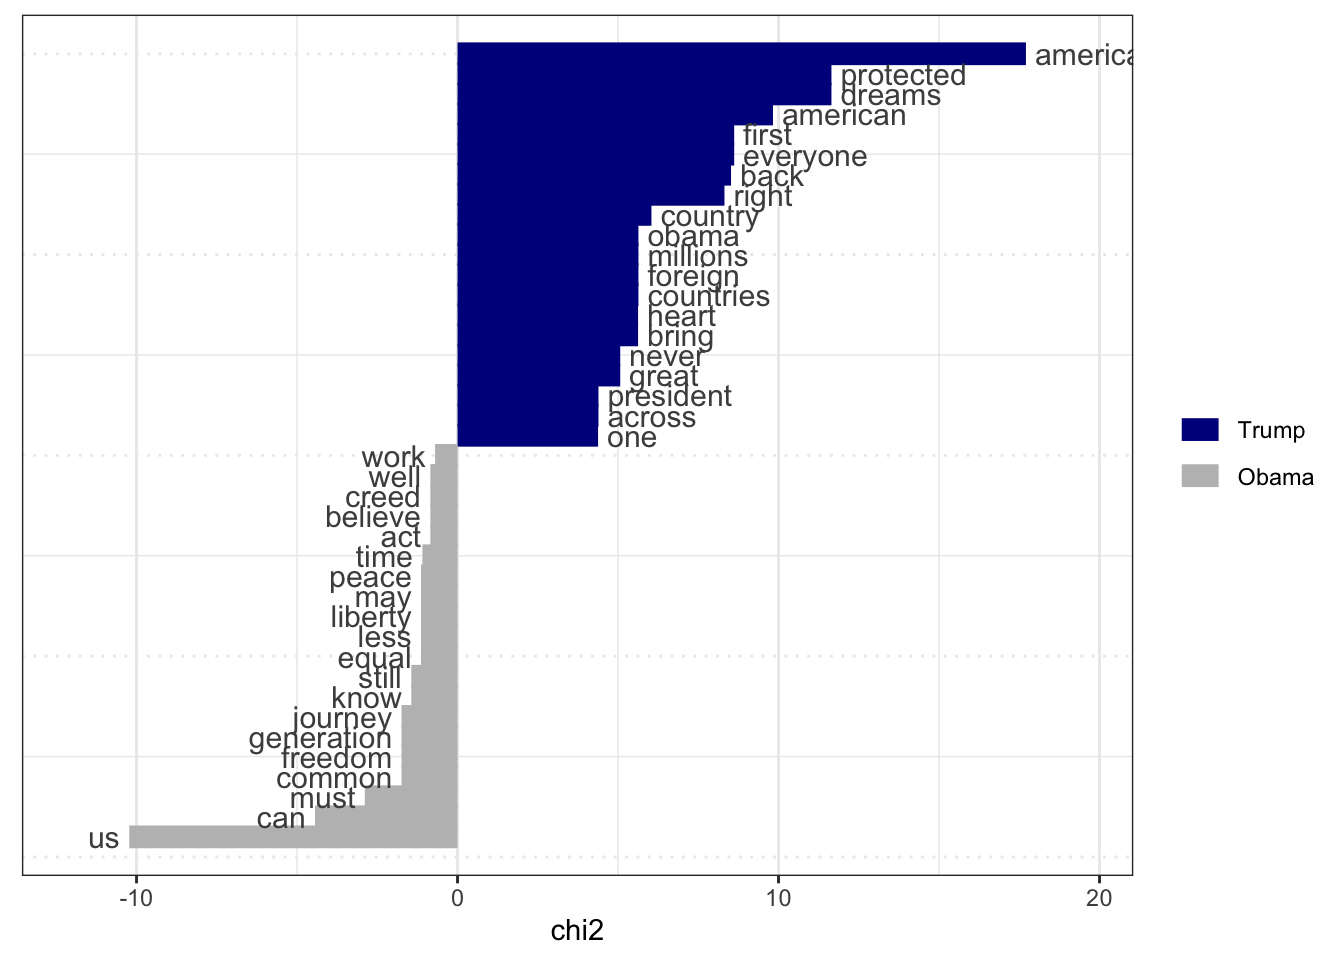 america
protected
dreams
american
first
everyone
back
right
country
obama
millions
foreign
countries
heart
bring
never
great
president
across
one
work
well
creed
believe
act
time
peace
may
liberty
less
equal
still
know
journey
generation
freedom
common
must
can
us
Trump
Obama
-10 0 10 20
chi2